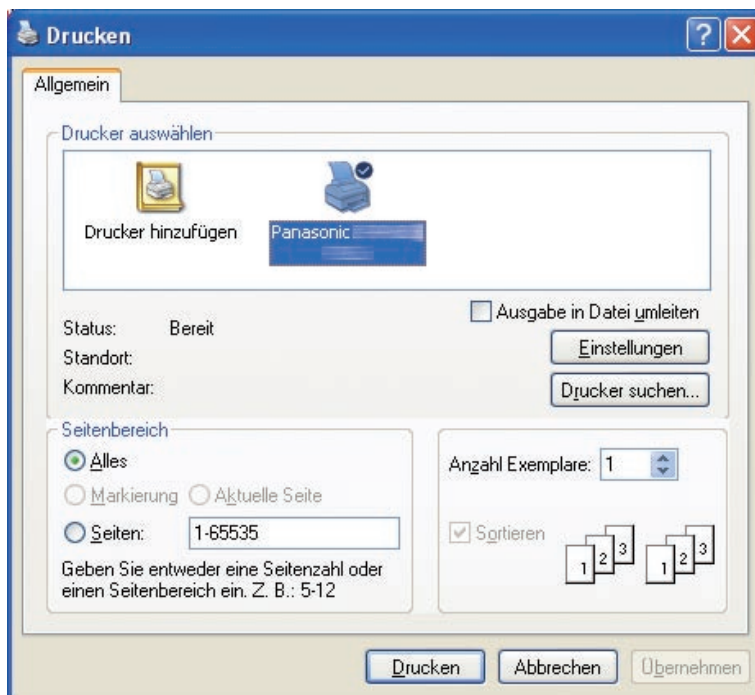 Drucken
Allgemein
Drucker auswählen
Drucker hinzufügen
Panasonic
Ausgabe in Datei umleiten
Status: Bereit
Einstellungen
Standort:
Kommentar:
Drucker suchen...
Seitenbereich
Alles
Markierung Aktuelle Seite
Seiten: 1-65535
Geben Sie entweder eine Seitenzahl oder
einen Seitenbereich ein. Z. B.: 5-12
Anzahl Exemplare: 1
Sortieren
1 2 3 1 2 3
Drucken Abbrechen Übernehmen